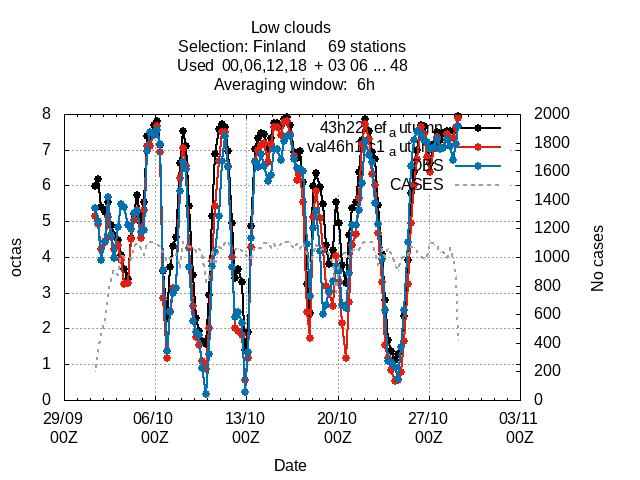 Low clouds
Selection: Finland 69 stations
Used 00,06,12,18 + 03 06 ... 48
Averaging window: 6h
8 2000
7 1800
6 1600
5 1400
4 1200
3 1000
2 800
1 600
0 400
200
0
octas
No cases
OBS
CASES
29/09 06/10 13/10 20/10 27/10 03/11
00Z 00Z 00Z 00Z 00Z 00Z
Date